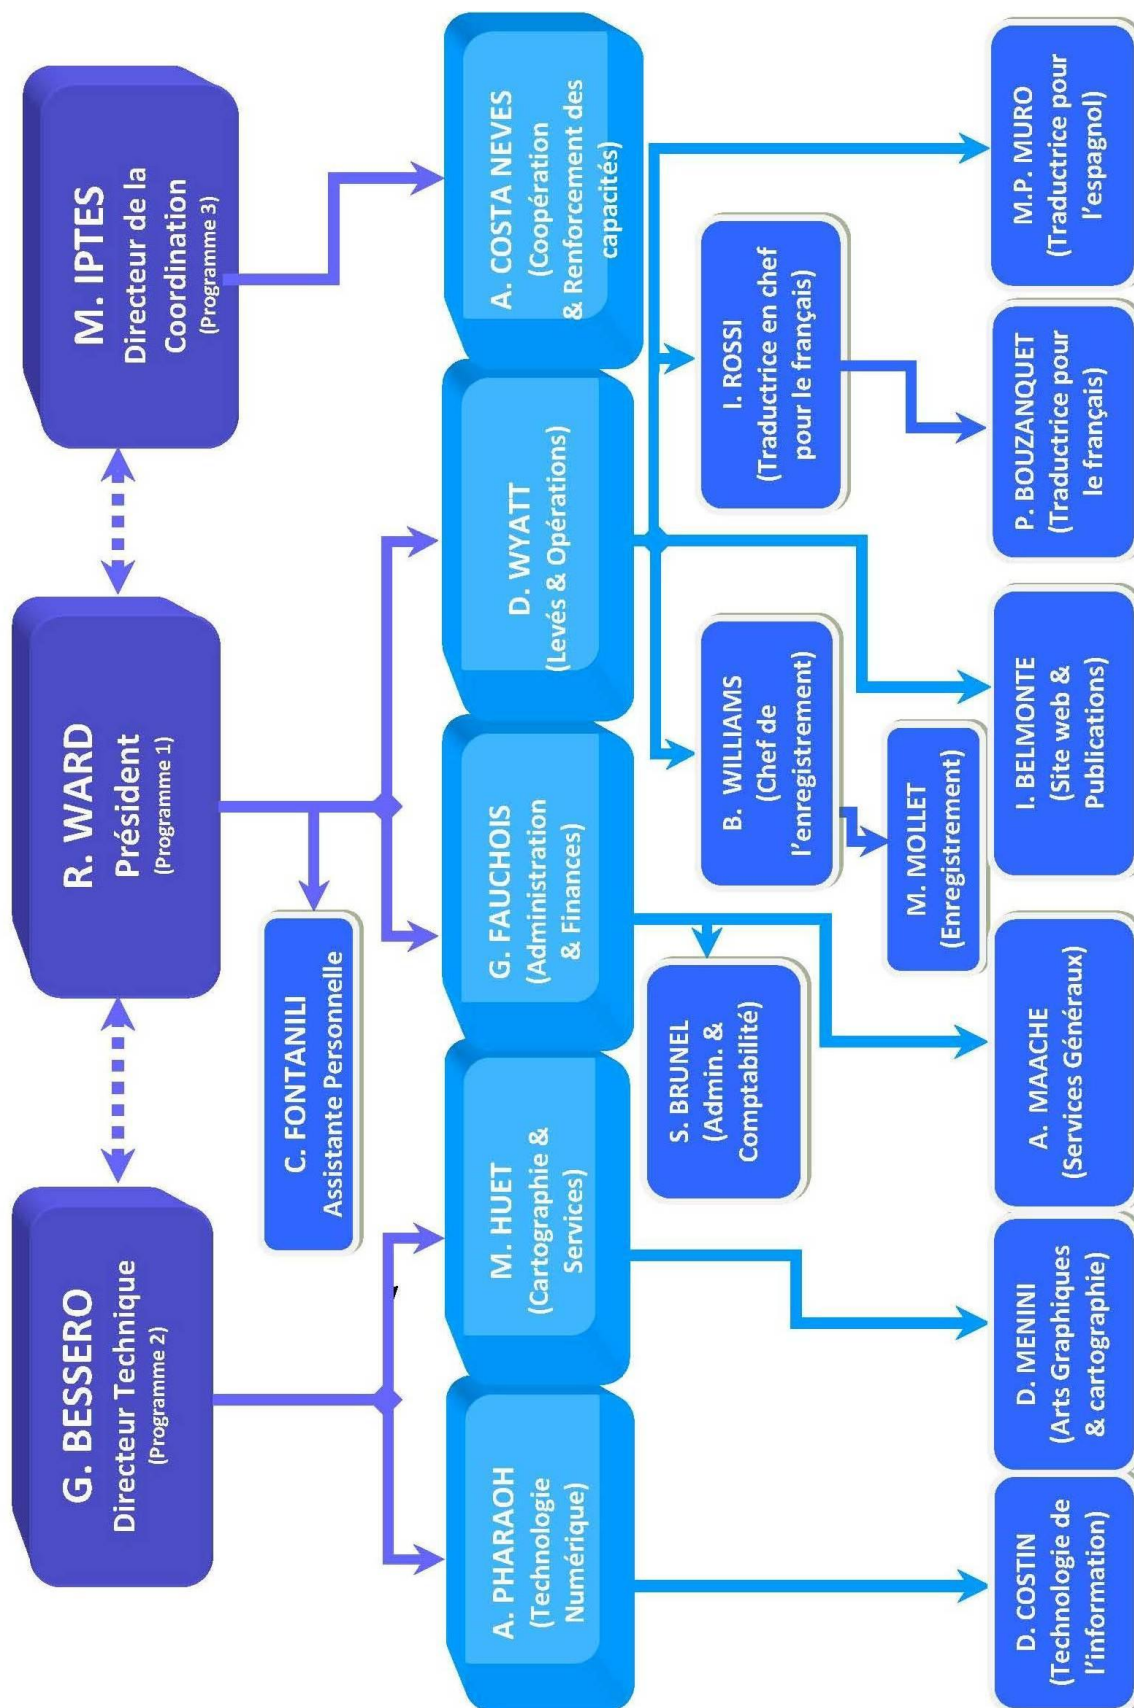 G. BESSERO
Directeur Technique
(Programme 2)
R. WARD
Président
(Programme 1)
M. IPTES
Directeur de la
Coordination
(Programme 3)
C. FONTANILI
Assistante Personnelle
A. PHARAOH
(Technologie
Numérique)
M. HUET
(Cartographie &
Services)
G. FAUCHOIS
(Administration
& Finances)
D. WYATT
(Levés & Opérations)
A. COSTA NEVES
(Coopération
& Renforcement des
capacités)
S. BRUNEL
(Admin. &
Comptabilité)
B. WILLIAMS
(Chef de
l'enregistrement)
I. ROSSI
(Traductrice en chef
pour le français)
M. MOLLET
(Enregistrement)
D. COSTIN
(Technologie de
l'information)
D. MENINI
(Arts Graphiques
& cartographie)
A. MAACHE
(Services Généraux)
I. BELMONTE
(Site web &
Publications)
P. BOUZANQUET
(Traductrice pour
le français)
M.P. MURO
(Traductrice pour
l'espagnol)